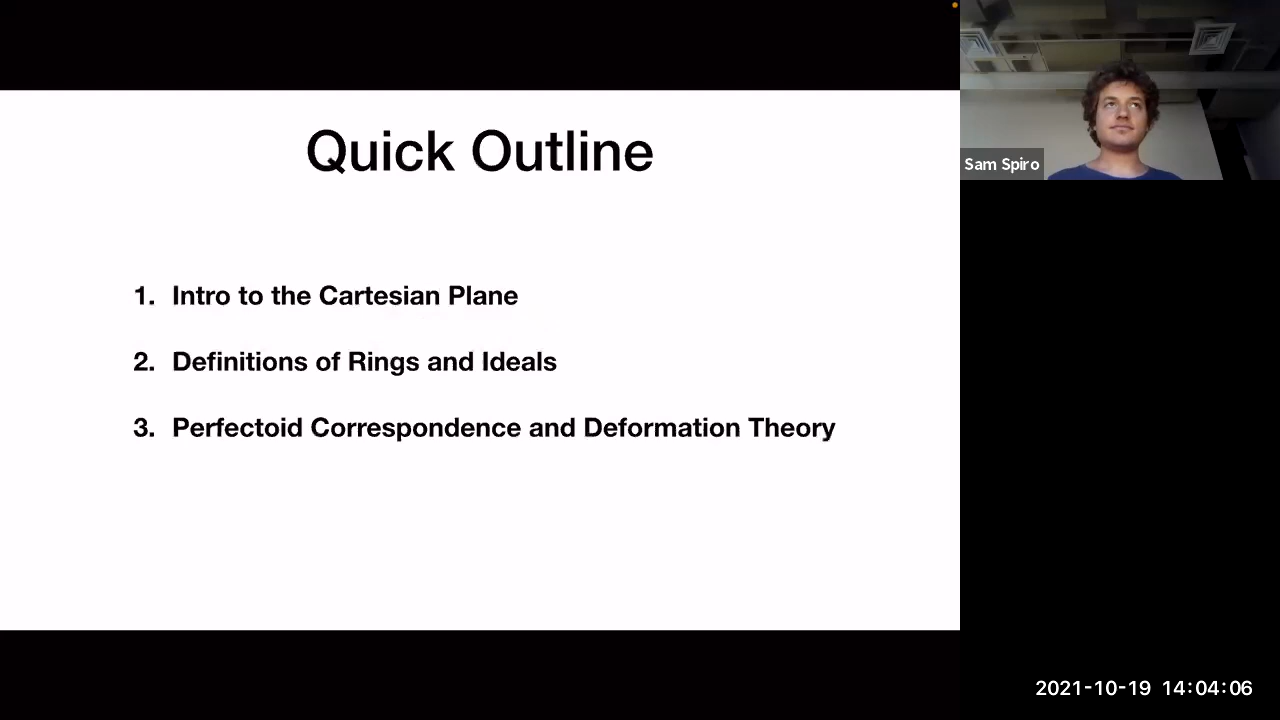 Quick Outline
1. Intro to the Cartesian Plane
2. Definitions of Rings and Ideals
3. Perfectoid Correspondence and Deformation Theory
Sam Spiro
2021-10-19 14:04:06